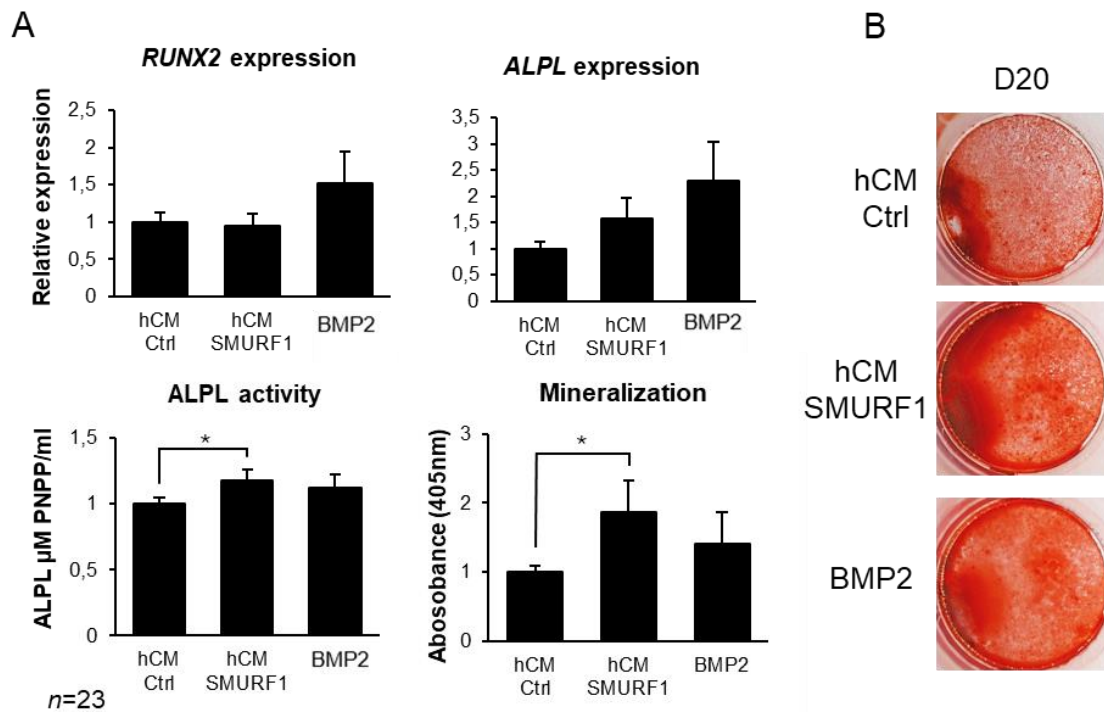 A
RUNX2 expression
Relative expression
2,5
2
1,5
1
0,5
0
hCM
Ctrl
hCM
SMURF1
BMP2
ALPL expression
3,5
3
2,5
2
1,5
1
0,5
0
hCM
Ctrl
hCM
SMURF1
BMP2
ALPL activity
ALPL µM PNPP/ml
1,5
1
0,5
0
*
hCM
Ctrl
hCM
SMURF1
BMP2
n=23
Mineralization
Abosobance (405nm)
3
2
1
0
*
hCM
Ctrl
hCM
SMURF1
BMP2
B
D20
hCM
Ctrl
hCM
SMURF1
BMP2